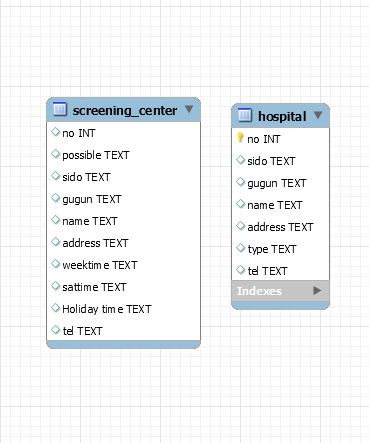 screening_center
no INT
possible TEXT
sido TEXT
gugun TEXT
name TEXT
address TEXT
weektime TEXT
sattime TEXT
Holiday time TEXT
tel TEXT
hospital
no INT
sido TEXT
gugun TEXT
name TEXT
address TEXT
type TEXT
tel TEXT
Indexes